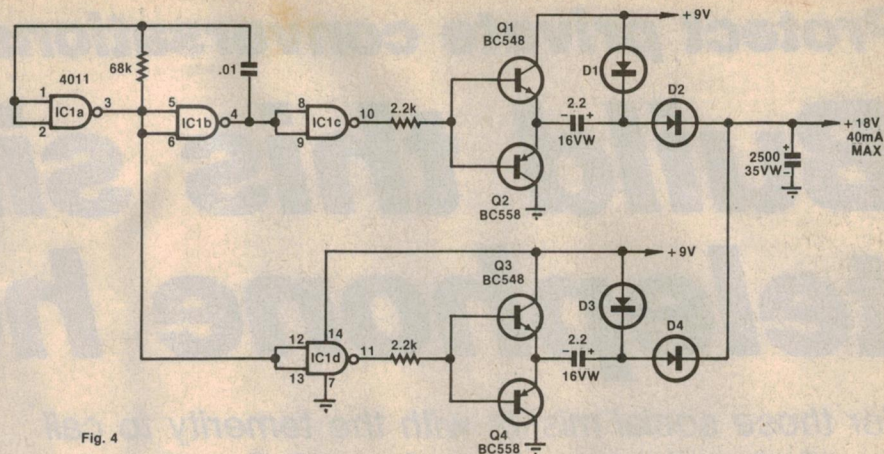 Q1
BC548
+9V
68k
.01
D1
4011
1
2
IC1a
3
5
6
IC1b
4
8
9
IC1c
10
2.2k
2.2
- +
16VW
D2
+18V
40mA
MAX
2500
35VW
+
-
Q2
BC558
+9V
Q3
BC548
D3
12
13
14
IC1d
7
11
2.2k
2.2
- +
16VW
D4
Fig. 4
Q4
BC558